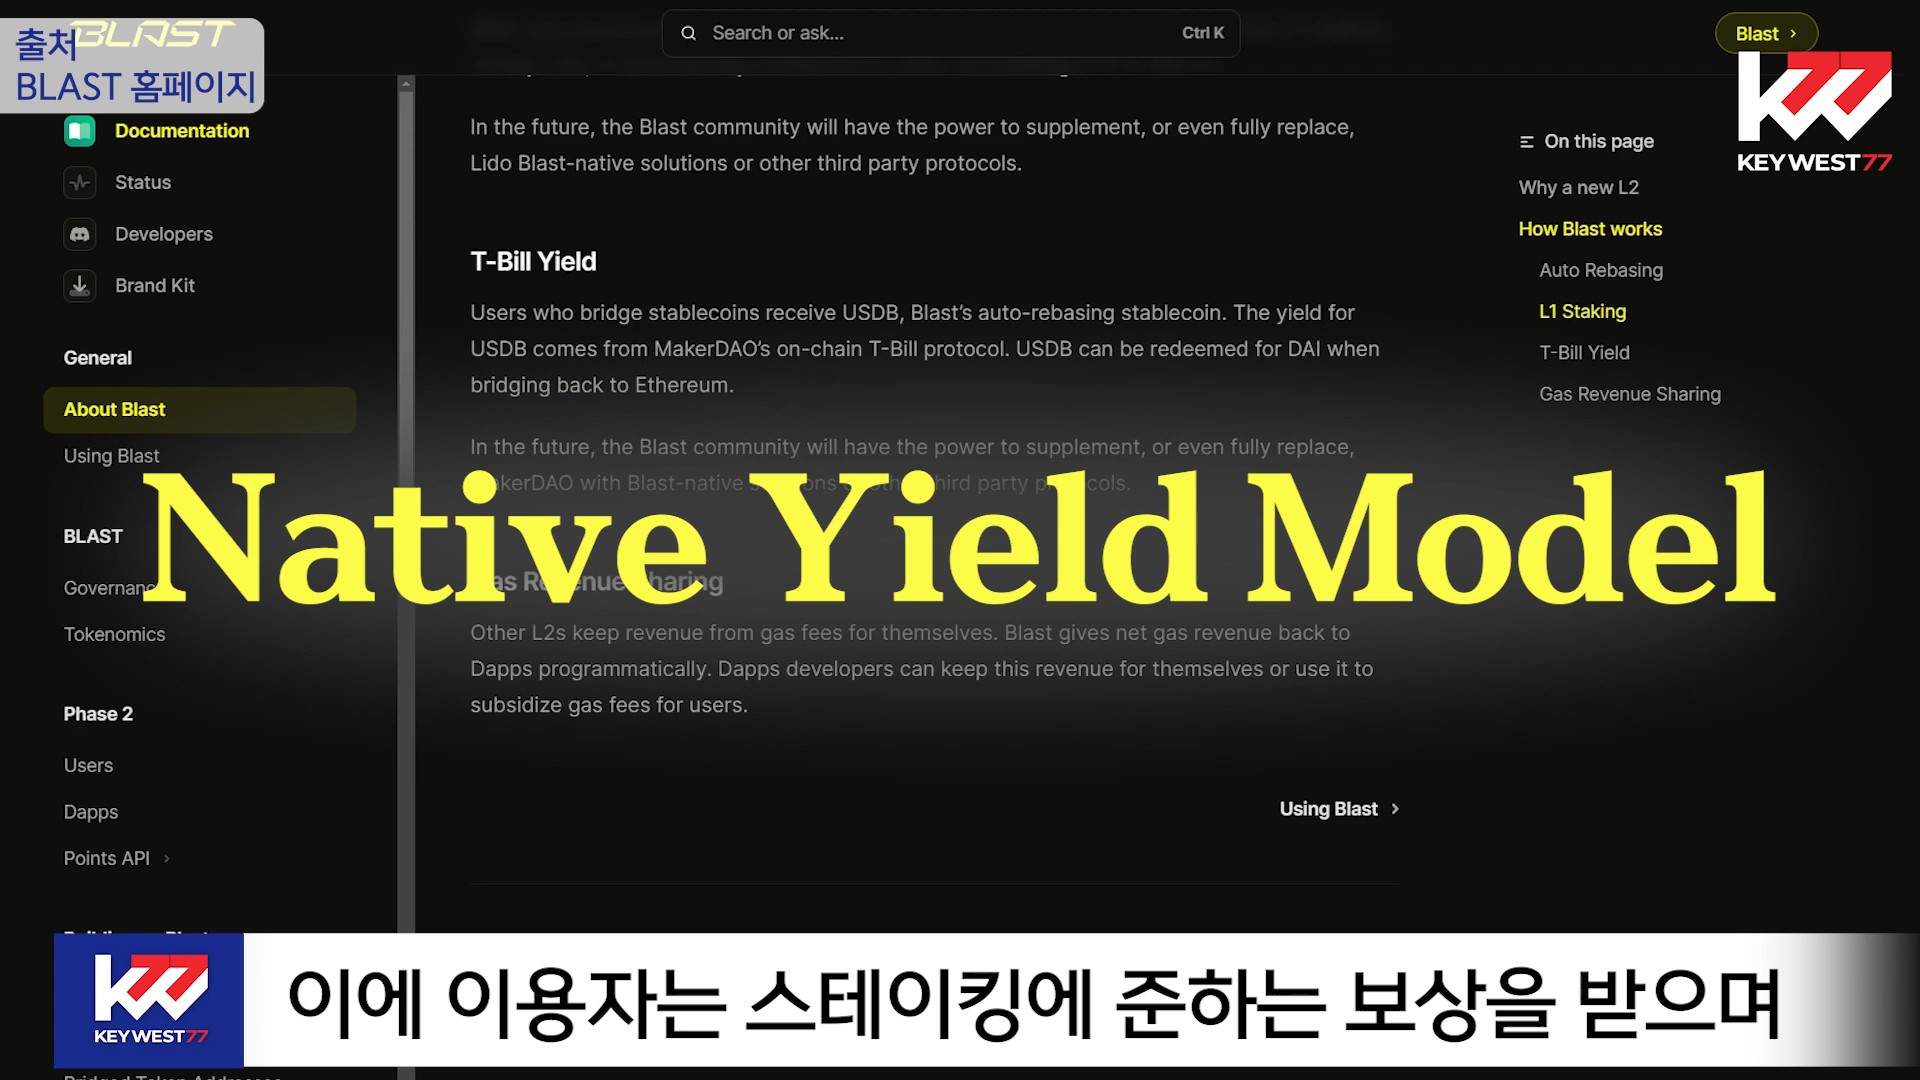 BLAST
출처
BLAST 홈페이지
Search or ask...
Ctrl K
Blast
KEYWEST77
Documentation
Status
Developers
Brand Kit
General
About Blast
Using Blast
BLAST
Tokenomics
Phase 2
Users
Dapps
Points API
In the future, the Blast community will have the power to supplement, or even fully replace,
Lido Blast-native solutions or other third party protocols.
T-Bill Yield
Users who bridge stablecoins receive USDB, Blast’s auto-rebasing stablecoin. The yield for
USDB comes from MakerDAO’s on-chain T-Bill protocol. USDB can be redeemed for DAI when
bridging back to Ethereum.
In the future, the Blast community will have the power to supplement, or even fully replace,
with Blast-native
Native Yield Model
Other L2s keep revenue from gas fees for themselves. Blast gives net gas revenue back to
Dapps programmatically. Dapps developers can keep this revenue for themselves or use it to
subsidize gas fees for users.
Using Blast
On this page
Why a new L2
How Blast works
Auto Rebasing
L1 Staking
T-Bill Yield
Gas Revenue Sharing
KEYWEST77
이에 이용자는 스테이킹에 준하는 보상을 받으며